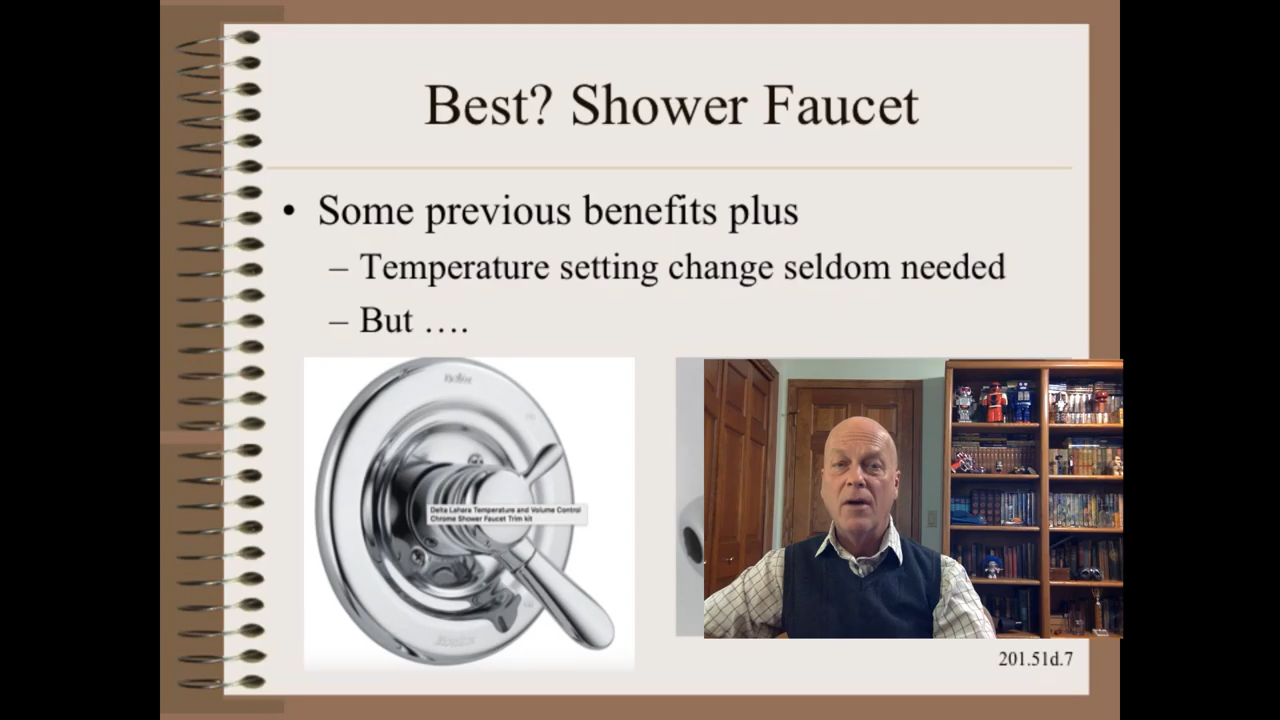 Best? Shower Faucet
• Some previous benefits plus
– Temperature setting change seldom needed
– But ….
Delta Lahara Temperature and Volume Control
Chrome Shower Faucet Trim kit
201.51d.7